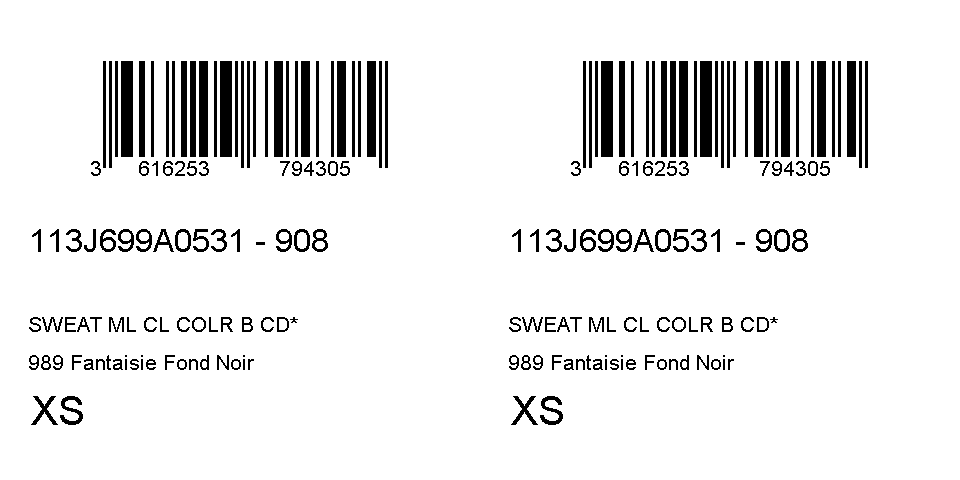 3 616253 794305
113J699A0531 - 908
SWEAT ML CL COLR B CD*
989 Fantaisie Fond Noir
XS
3 616253 794305
113J699A0531 - 908
SWEAT ML CL COLR B CD*
989 Fantaisie Fond Noir
XS